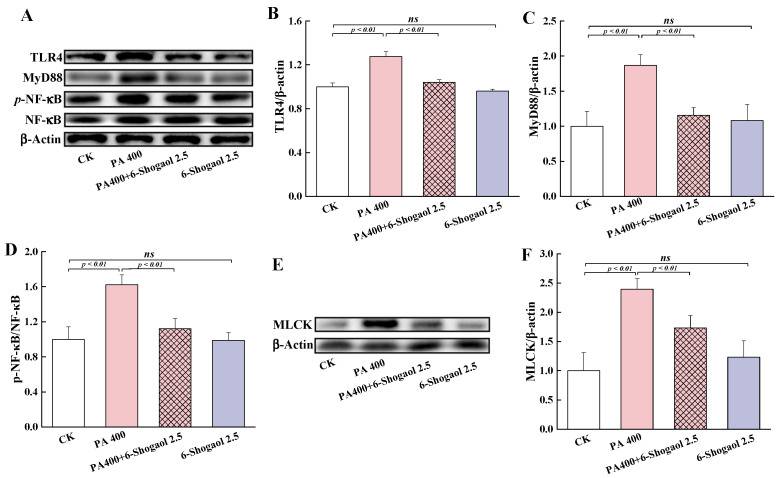 A
TLR4
MyD88
p-NF-κB
NF-κB
β-Actin
CK
PA 400
PA400+6-Shogaol 2.5
6-Shogaol 2.5
B
ns
p < 0.01
p < 0.01
TLR4/β-actin
1.6
1.2
0.8
0.4
0.0
CK
PA 400
PA400+6-Shogaol 2.5
6-Shogaol 2.5
C
ns
p < 0.01
p < 0.01
MyD88/β-actin
2.5
2.0
1.5
1.0
0.5
0.0
CK
PA 400
PA400+6-Shogaol 2.5
6-Shogaol 2.5
D
ns
p < 0.01
p < 0.01
p-NF-κB/NF-κB
2.0
1.6
1.2
0.8
0.4
0.0
CK
PA 400
PA400+6-Shogaol 2.5
6-Shogaol 2.5
E
MLCK
β-Actin
CK
PA 400
PA400+6-Shogaol 2.5
6-Shogaol 2.5
F
ns
p < 0.01
p < 0.01
MLCK/β-actin
3.0
2.5
2.0
1.5
1.0
0.5
0.0
CK
PA 400
PA400+6-Shogaol 2.5
6-Shogaol 2.5